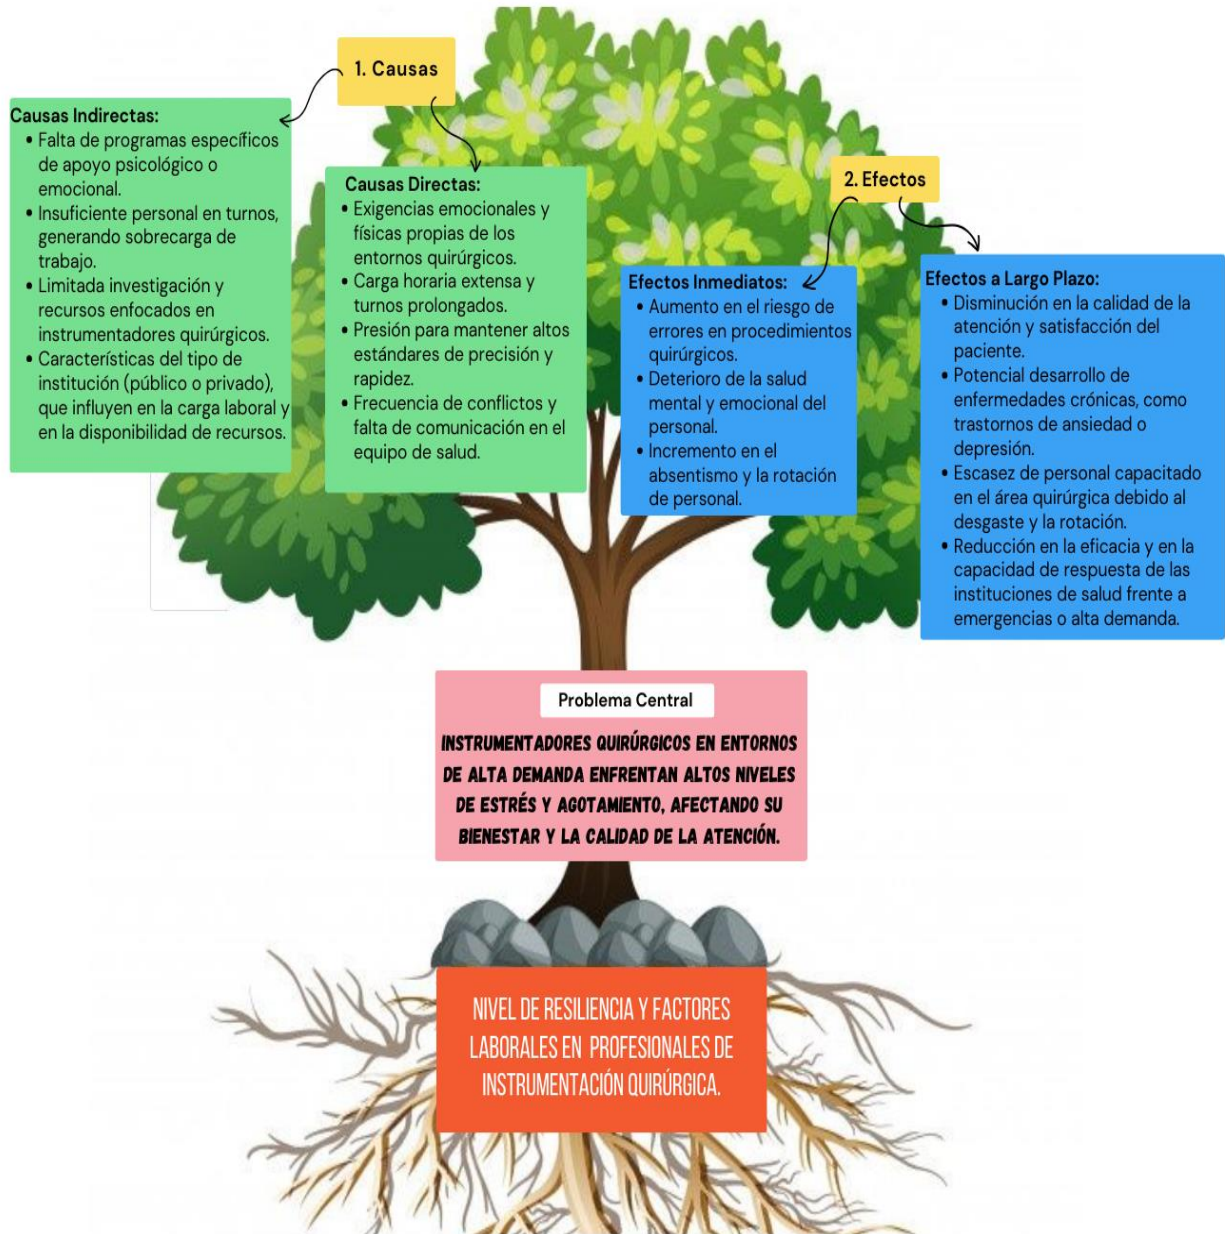 1. Causas
Causas Indirectas:
• Falta de programas específicos
de apoyo psicológico o
emocional.
• Insuficiente personal en turnos,
generando sobrecarga de
trabajo.
• Limitada investigación y
recursos enfocados en
instrumentadores quirúrgicos.
• Características del tipo de
institución (público o privado),
que influyen en la carga laboral y
en la disponibilidad de recursos.
Causas Directas:
• Exigencias emocionales y
físicas propias de los
entornos quirúrgicos.
• Carga horaria extensa y
turnos prolongados.
• Presión para mantener altos
estándares de precisión y
rapidez.
• Frecuencia de conflictos y
falta de comunicación en el
equipo de salud.
2. Efectos
Efectos Inmediatos:
• Aumento en el riesgo de
errores en procedimientos
quirúrgicos.
• Deterioro de la salud
mental y emocional del
personal.
• Incremento en el
absentismo y la rotación
de personal.
Efectos a Largo Plazo:
• Disminución en la calidad de la
atención y satisfacción del
paciente.
• Potencial desarrollo de
enfermedades crónicas, como
trastornos de ansiedad o
depresión.
• Escasez de personal capacitado
en el área quirúrgica debido al
desgaste y la rotación.
• Reducción en la eficacia y en la
capacidad de respuesta de las
instituciones de salud frente a
emergencias o alta demanda.
Problema Central
INSTRUMENTADORES QUIRÚRGICOS EN ENTORNOS
DE ALTA DEMANDA ENFRENTAN ALTOS NIVELES
DE ESTRÉS Y AGOTAMIENTO, AFECTANDO SU
BIENESTAR Y LA CALIDAD DE LA ATENCIÓN.
NIVEL DE RESILIENCIA Y FACTORES
LABORALES EN PROFESIONALES DE
INSTRUMENTACIÓN QUIRÚRGICA.